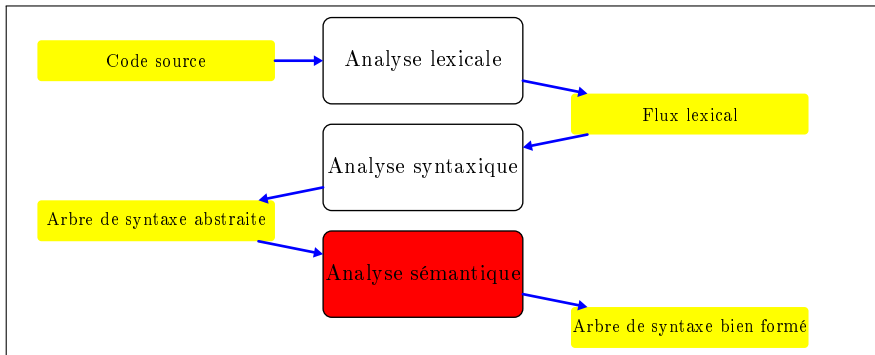 Code source
Analyse lexicale
Flux lexical
Analyse syntaxique
Arbre de syntaxe abstraite
Analyse sémantique
Arbre de syntaxe bien formé